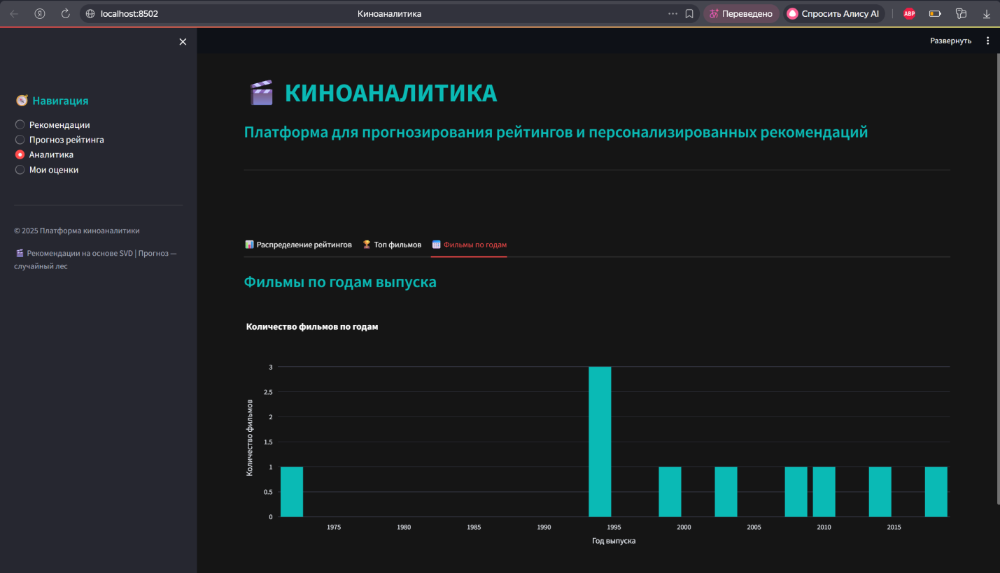 localhost:8502
Киноаналитика
Переведено
Спросить Алису AI
ABP
Развернуть
Навигация
Рекомендации
Прогноз рейтинга
Аналитика
Мои оценки
© 2025 Платформа киноаналитики
Рекомендации на основе SVD | Прогноз —
случайный лес
КИНОАНАЛИТИКА
Платформа для прогнозирования рейтингов и персонализированных рекомендаций
Распределение рейтингов
Топ фильмов
Фильмы по годам
Фильмы по годам выпуска
Количество фильмов по годам
Количество фильмов
3
2.5
2
1.5
1
0.5
0
1975
1980
1985
1990
1995
2000
2005
2010
2015
Год выпуска